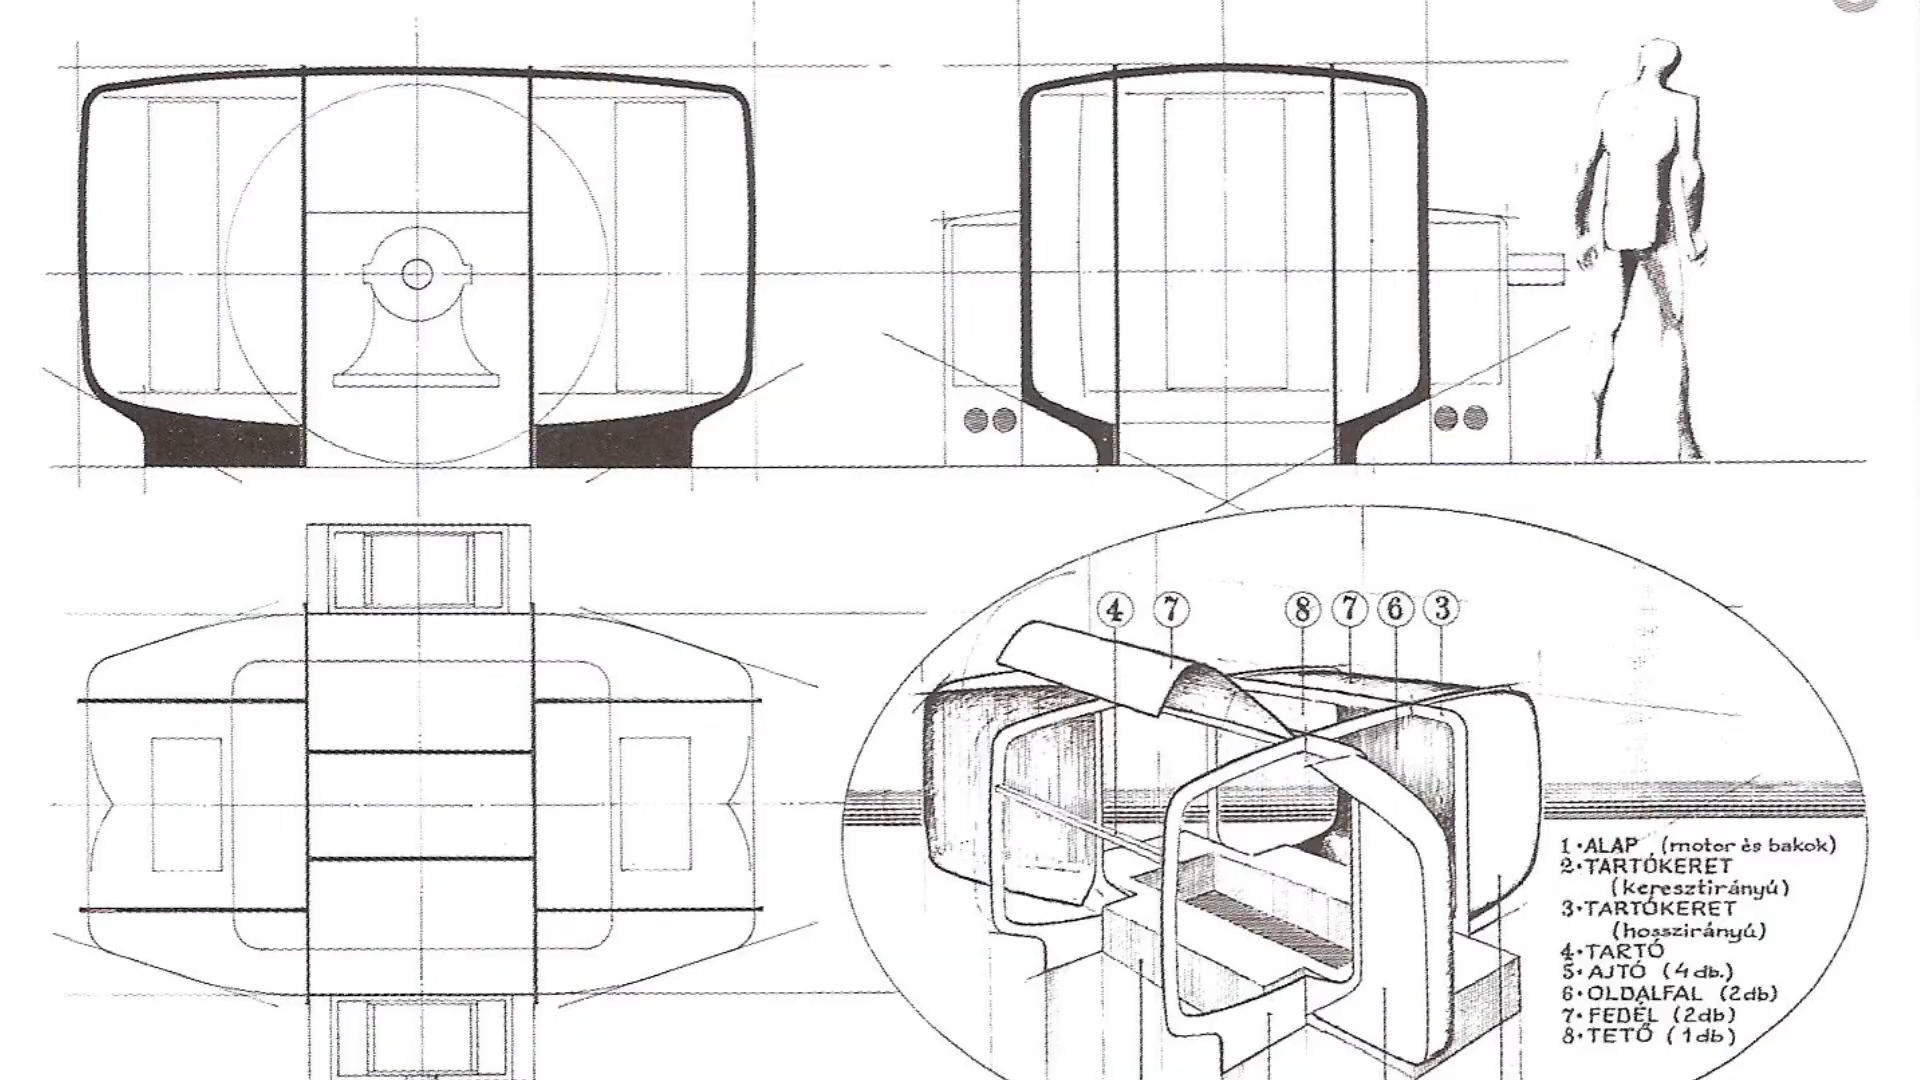 4 7 8 7 6 3
1•ALAP (motor és bakok)
2•TARTÓKERET
(keresztirányú)
3•TARTÓKERET
(hosszirányú)
4•TARTÓ
5•AJTÓ (4db.)
6•OLDALFAL (2db)
7•FEDÉL (2db)
8•TETŐ (1db)